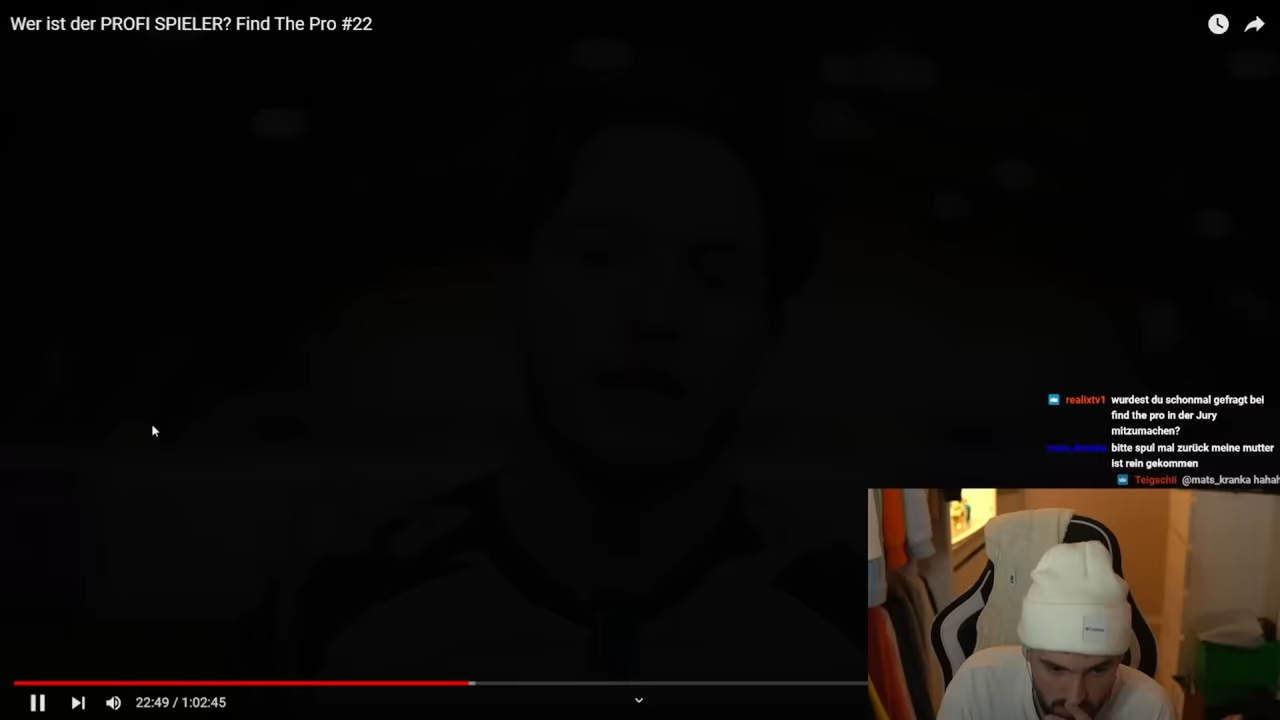 Wer ist der PROFI SPIELER? Find The Pro #22
realixtv1 wurdest du schonmal gefragt bei
find the pro in der Jury
mitzumachen?
bitte spul mal zurück meine mutter
ist rein gekommen
Teigschii @mats_kranka hahah
22:49 / 1:02:45